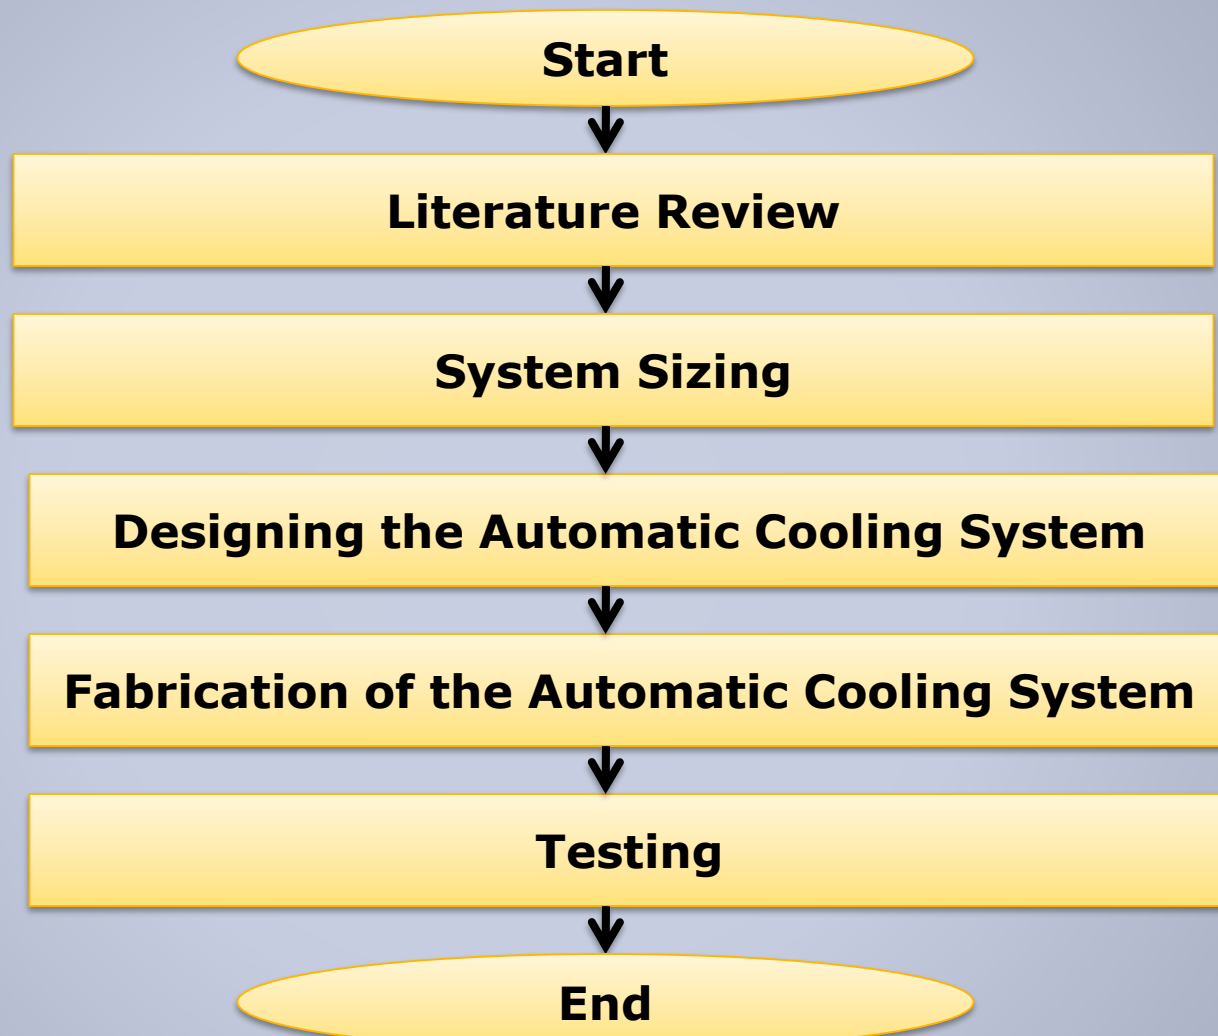 Start
Literature Review
System Sizing
Designing the Automatic Cooling System
Fabrication of the Automatic Cooling System
Testing
End